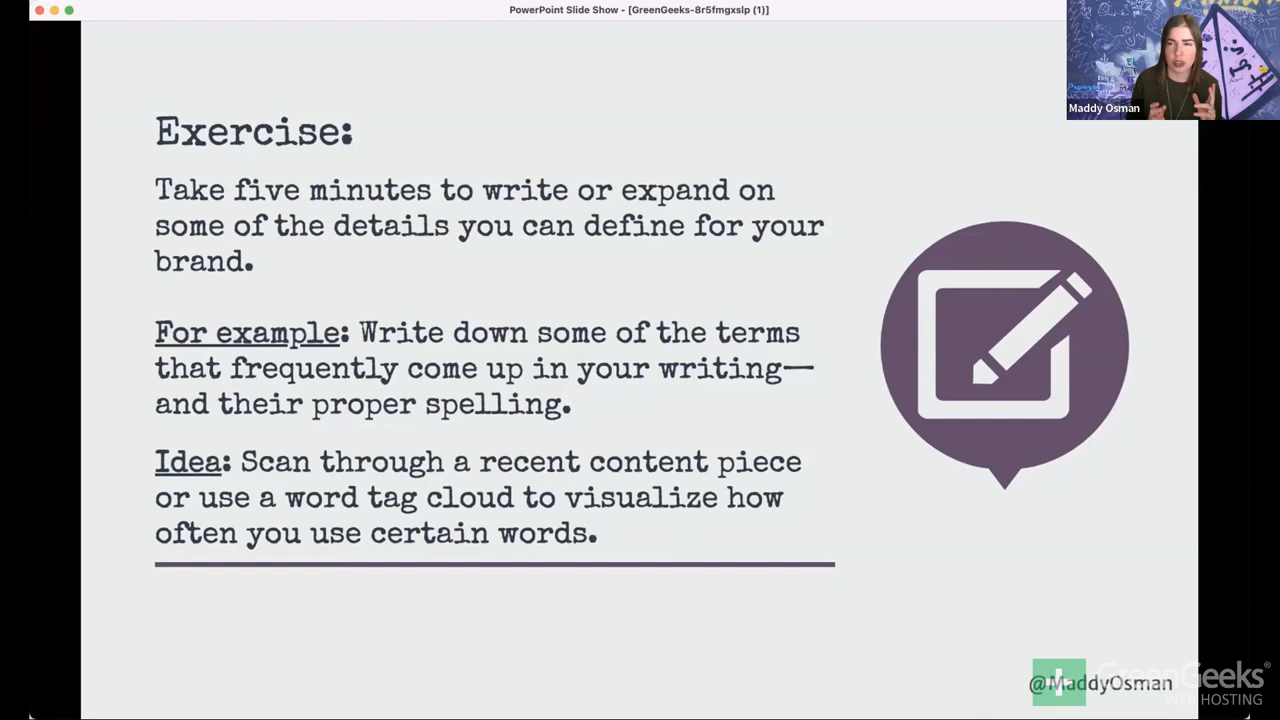 PowerPoint Slide Show - [GreenGeeks-8r5fmgxslp (1)]
Maddy Osman
Exercise:
Take five minutes to write or expand on
some of the details you can define for your
brand.
For example: Write down some of the terms
that frequently come up in your writing—
and their proper spelling.
Idea: Scan through a recent content piece
or use a word tag cloud to visualize how
often you use certain words.
@MaddyOsman
GreenGeeks®
WEB HOSTING